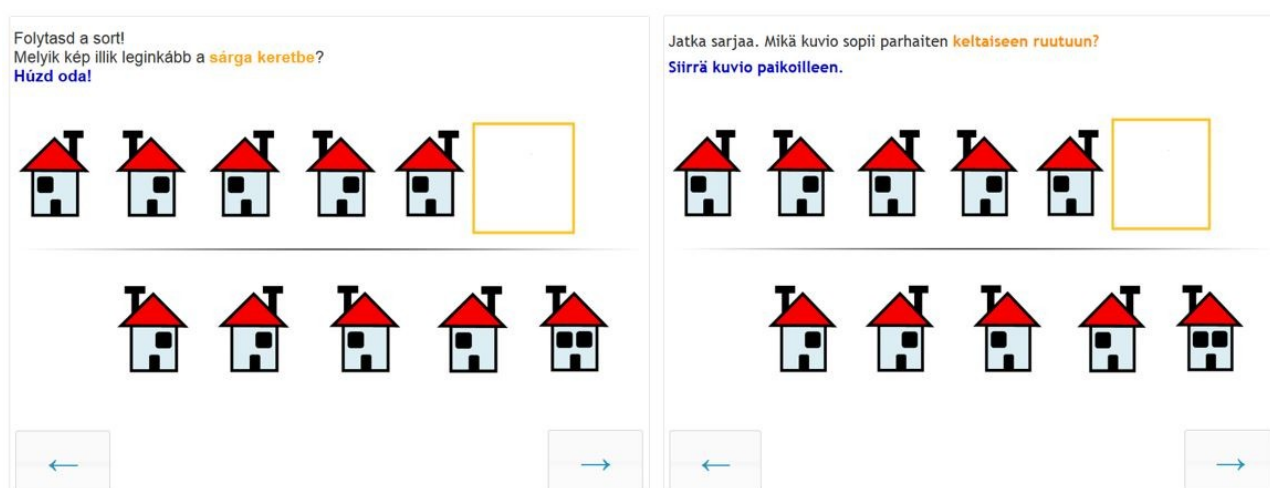 Folytasd a sort!
Melyik kép illik leginkább a sárga keretbe?
Húzd oda!
Jatka sarjaa. Mikä kuvio sopii parhaiten keltaiseen ruutuun?
Siirrä kuvio paikoilleen.